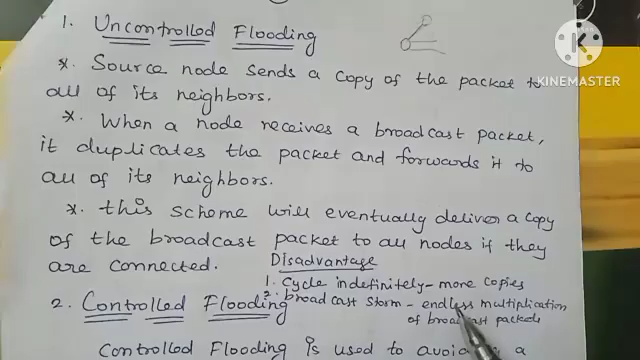 1. Uncontrolled Flooding
KINEMASTER
*. Source node sends a copy of the packet to
all of its neighbors.
*. When a node receives a broadcast packet,
it duplicates the packet and forwards it to
all of its neighbors.
*. This scheme will eventually deliver a copy
of the broadcast packet to all nodes if they
are connected.
Disadvantage
1. Cycle indefinitely - more copies
2. broadcast storm - endless multiplication
of broadcast packets
2. Controlled Flooding
Controlled Flooding is used to avoid a